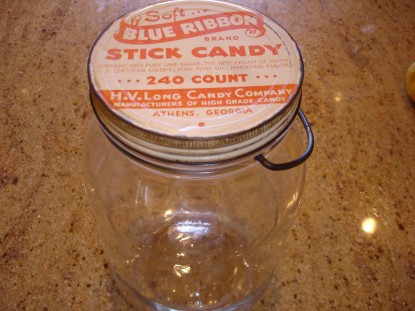 Soft
BLUE RIBBON
BRAND
STICK CANDY
240 COUNT
H.V. LONG CANDY COMPANY
MANUFACTURERS OF HIGH GRADE CANDY
ATHENS, GEORGIA